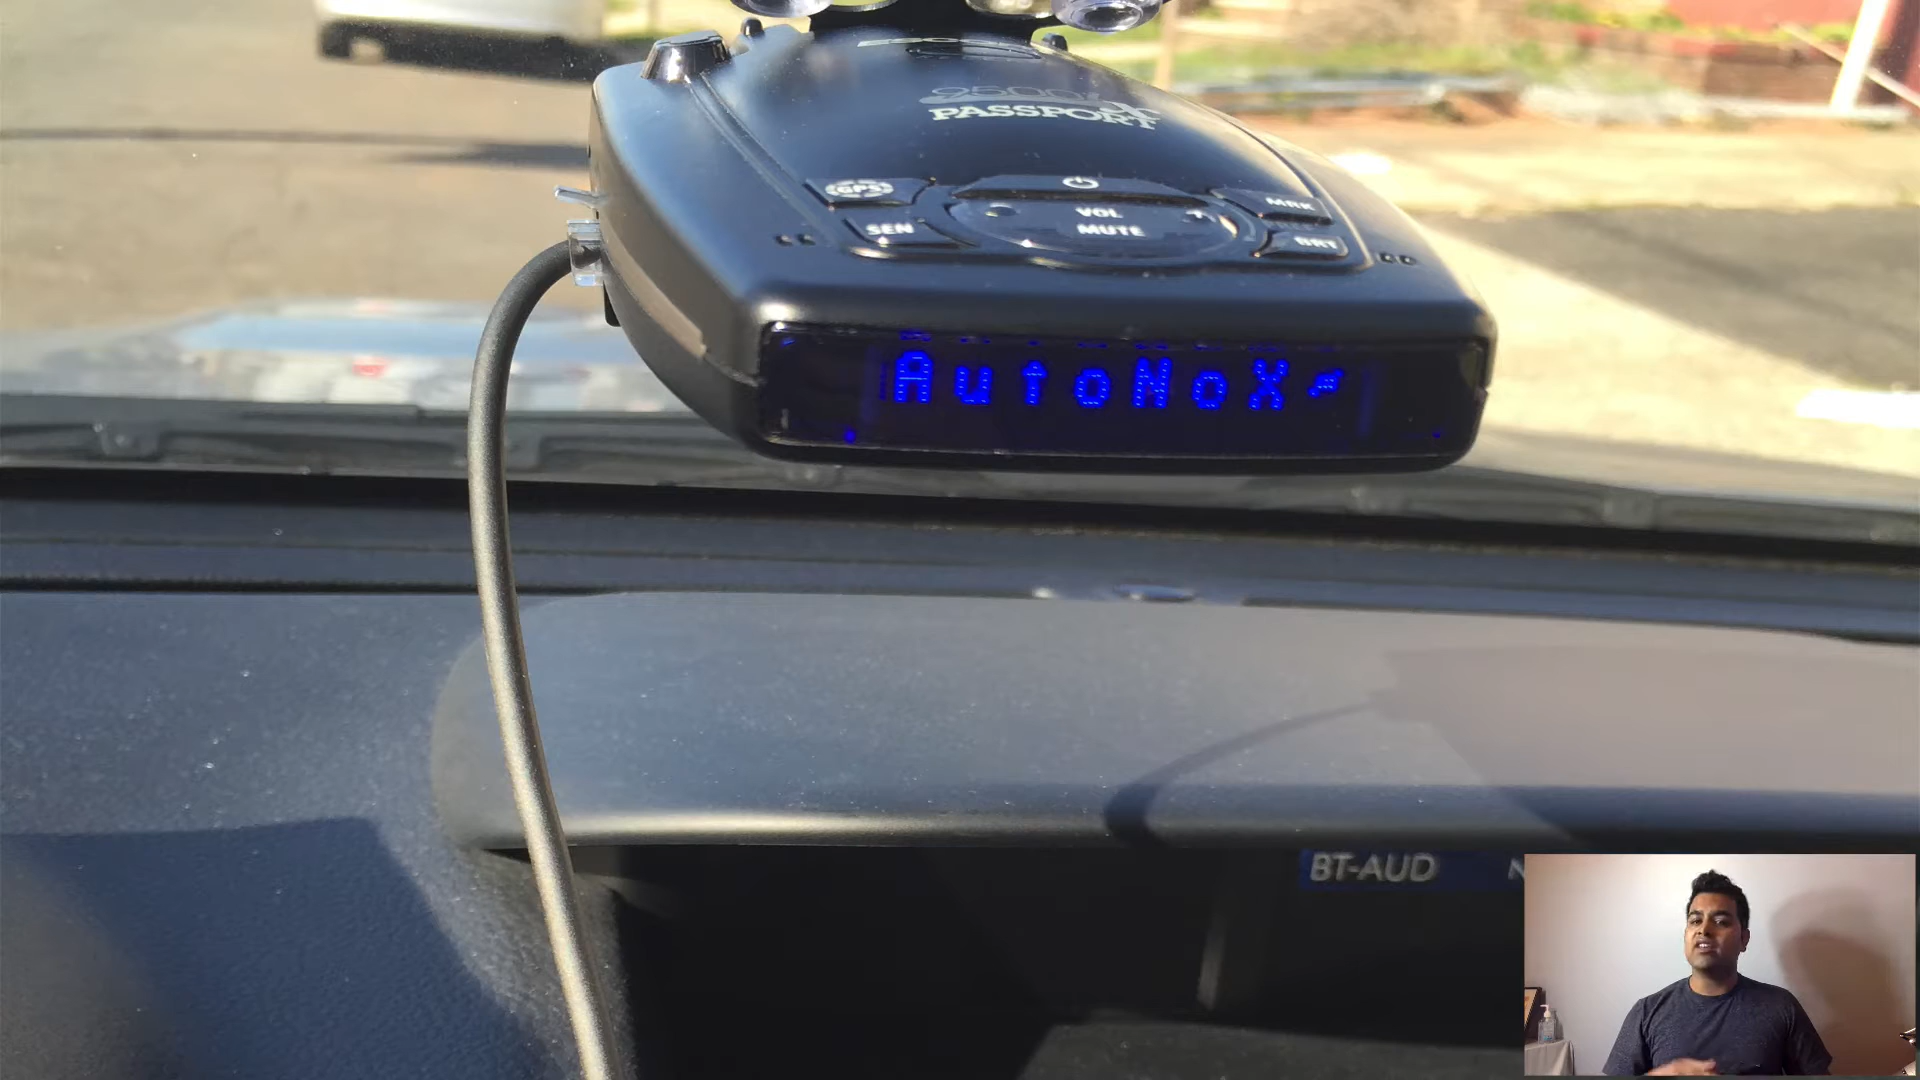 9500ix
PASSPORT
GPS
MRK
VOL
SEN
MUTE
BRT
AutoNoX
BT-AUD